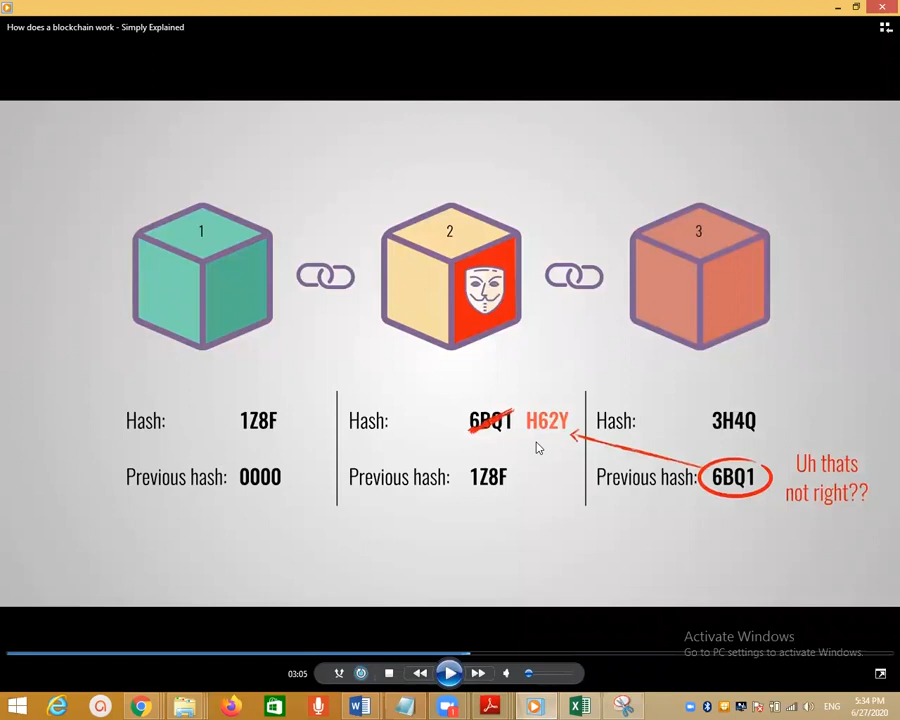 How does a blockchain work - Simply Explained
1
2
3
Hash: 1Z8F
Hash: 6BQ1 H62Y
Hash: 3H4Q
Previous hash: 0000
Previous hash: 1Z8F
Previous hash: 6BQ1
Uh thats
not right??
Activate Windows
Go to PC settings to activate Windows.
03:05
ENG
5:34 PM
6/27/2020